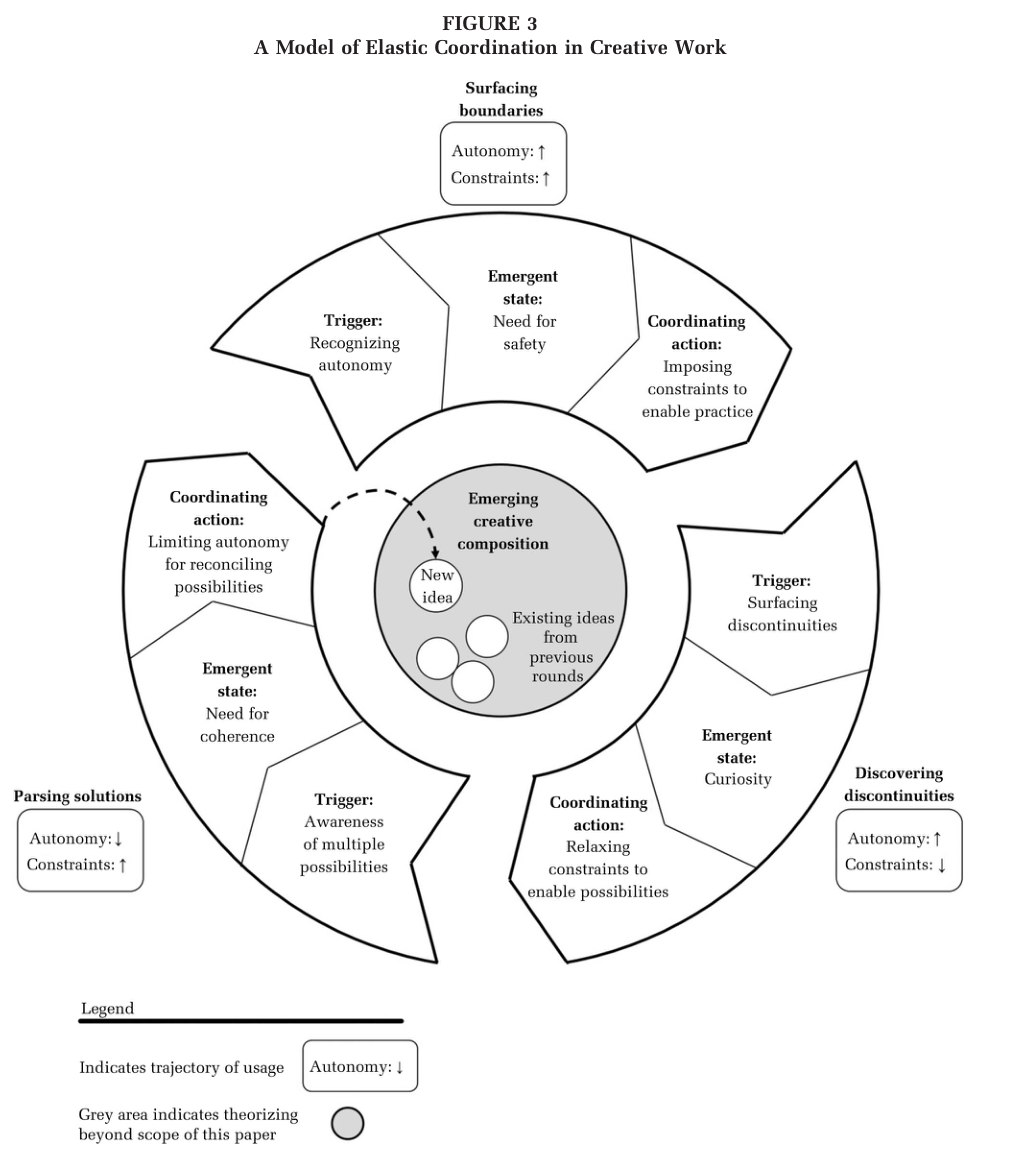 FIGURE 3
A Model of Elastic Coordination in Creative Work
Surfacing
boundaries
Autonomy: ↑
Constraints: ↑
Trigger:
Recognizing
autonomy
Emergent
state:
Need for
safety
Coordinating
action:
Imposing
constraints to
enable practice
Trigger:
Surfacing
discontinuities
Emergent
state:
Curiosity
Coordinating
action:
Relaxing
constraints to
enable possibilities
Discovering
discontinuities
Autonomy: ↑
Constraints: ↓
Trigger:
Awareness
of multiple
possibilities
Emergent
state:
Need for
coherence
Coordinating
action:
Limiting autonomy
for reconciling
possibilities
Parsing solutions
Autonomy: ↓
Constraints: ↑
Emerging
creative
composition
New
idea
Existing ideas
from
previous
rounds
Legend
Indicates trajectory of usage
Autonomy: ↓
Grey area indicates theorizing
beyond scope of this paper